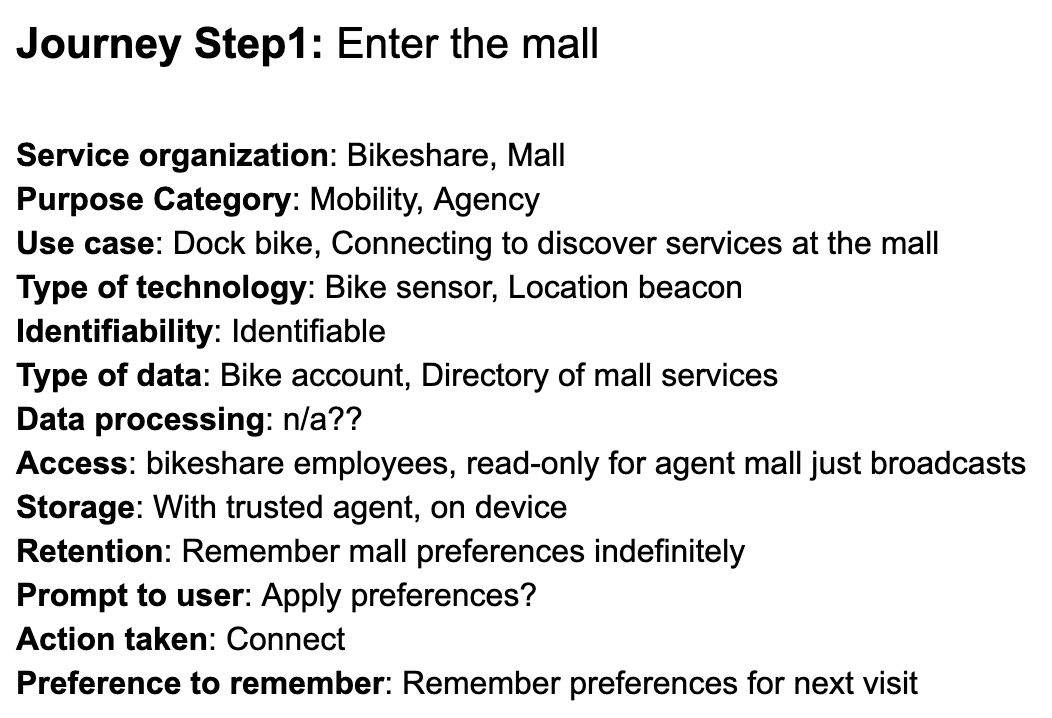 Journey Step1: Enter the mall
Service organization: Bikeshare, Mall
Purpose Category: Mobility, Agency
Use case: Dock bike, Connecting to discover services at the mall
Type of technology: Bike sensor, Location beacon
Identifiability: Identifiable
Type of data: Bike account, Directory of mall services
Data processing: n/a??
Access: bikeshare employees, read-only for agent mall just broadcasts
Storage: With trusted agent, on device
Retention: Remember mall preferences indefinitely
Prompt to user: Apply preferences?
Action taken: Connect
Preference to remember: Remember preferences for next visit